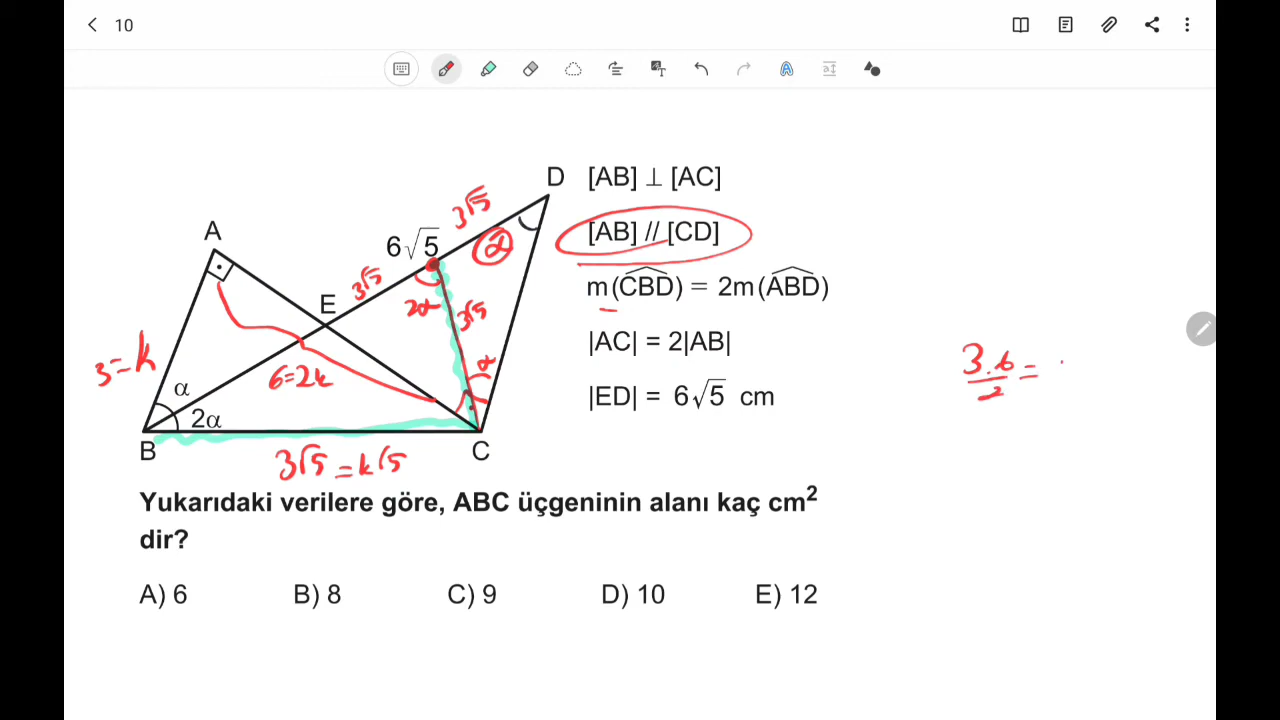 10
D [AB] ⊥ [AC]
3√5
A
6√5
[AB] // [CD]
α
3√5
E
2α
3√5
m(CBD) = 2m(ABD)
3=k
6=2k
α
|AC| = 2|AB|
3.6/2 =
α
2α
|ED| = 6√5 cm
B
C
3√5 = k√5
Yukarıdaki verilere göre, ABC üçgeninin alanı kaç cm²
dir?
A) 6 B) 8 C) 9 D) 10 E) 12